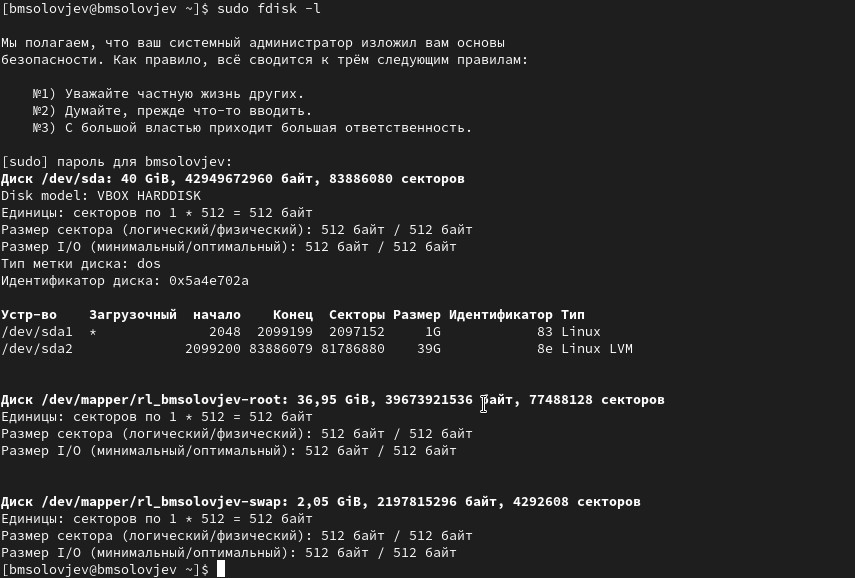 [bmsolovjev@bmsolovjev ~]$ sudo fdisk -l
Мы полагаем, что ваш системный администратор изложил вам основы
безопасности. Как правило, всё сводится к трём следующим правилам:
№1) Уважайте частную жизнь других.
№2) Думайте, прежде что-то вводить.
№3) С большой властью приходит большая ответственность.
[sudo] пароль для bmsolovjev:
Диск /dev/sda: 40 GiB, 42949672960 байт, 83886080 секторов
Disk model: VBOX HARDDISK
Единицы: секторов по 1 * 512 = 512 байт
Размер сектора (логический/физический): 512 байт / 512 байт
Размер I/O (минимальный/оптимальный): 512 байт / 512 байт
Тип метки диска: dos
Идентификатор диска: 0x5a4e702a
Устр-во    Загрузочный  начало    Конец  Секторы Размер Идентификатор Тип
/dev/sda1  *              2048  2099199  2097152     1G            83 Linux
/dev/sda2              2099200 83886079 81786880    39G            8e Linux LVM
Диск /dev/mapper/rl_bmsolovjev-root: 36,95 GiB, 39673921536 байт, 77488128 секторов
Единицы: секторов по 1 * 512 = 512 байт
Размер сектора (логический/физический): 512 байт / 512 байт
Размер I/O (минимальный/оптимальный): 512 байт / 512 байт
Диск /dev/mapper/rl_bmsolovjev-swap: 2,05 GiB, 2197815296 байт, 4292608 секторов
Единицы: секторов по 1 * 512 = 512 байт
Размер сектора (логический/физический): 512 байт / 512 байт
Размер I/O (минимальный/оптимальный): 512 байт / 512 байт
[bmsolovjev@bmsolovjev ~]$